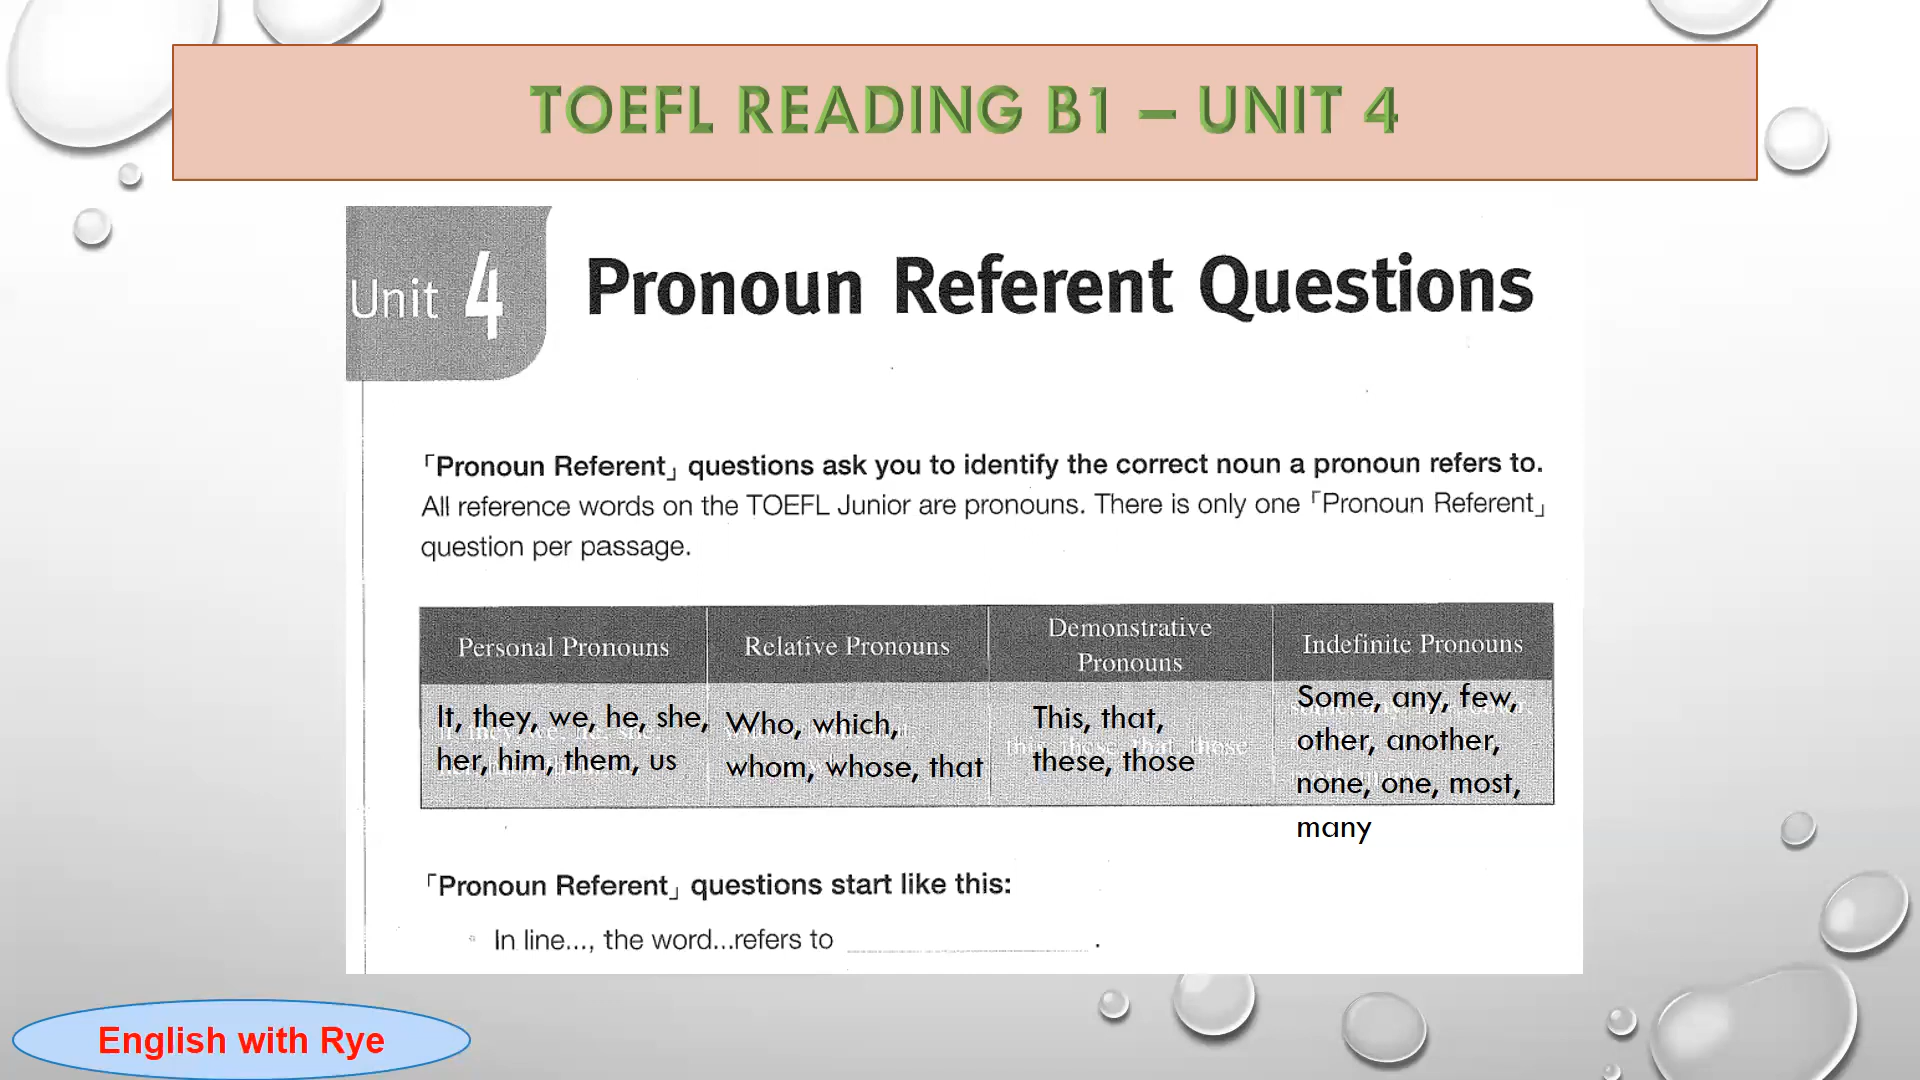 TOEFL READING B1 – UNIT 4
Unit 4
Pronoun Referent Questions
「Pronoun Referent」 questions ask you to identify the correct noun a pronoun refers to.
All reference words on the TOEFL Junior are pronouns. There is only one 「Pronoun Referent」
question per passage.
Personal Pronouns
Relative Pronouns
Demonstrative
Pronouns
Indefinite Pronouns
It, they, we, he, she,
her, him, them, us
Who, which,
whom, whose, that
This, that,
these, those
Some, any, few,
other, another,
none, one, most,
many
「Pronoun Referent」 questions start like this:
In line..., the word...refers to ____________ .
English with Rye